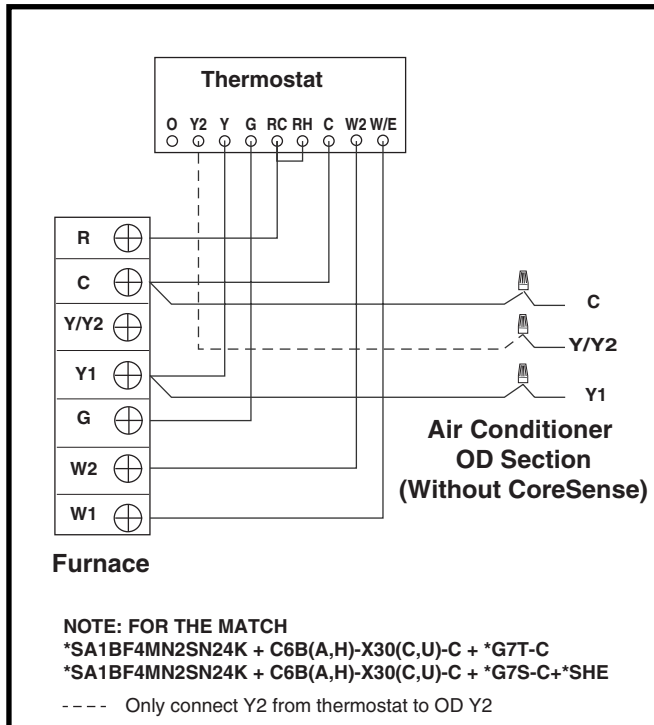 Thermostat
O Y2 Y G RC RH C W2 W/E
R
C
Y/Y2
Y1
G
W2
W1
Furnace
C
Y/Y2
Y1
Air Conditioner
OD Section
(Without CoreSense)
NOTE: FOR THE MATCH
*SA1BF4MN2SN24K + C6B(A,H)-X30(C,U)-C + *G7T-C
*SA1BF4MN2SN24K + C6B(A,H)-X30(C,U)-C + *G7S-C+*SHE
---- Only connect Y2 from thermostat to OD Y2